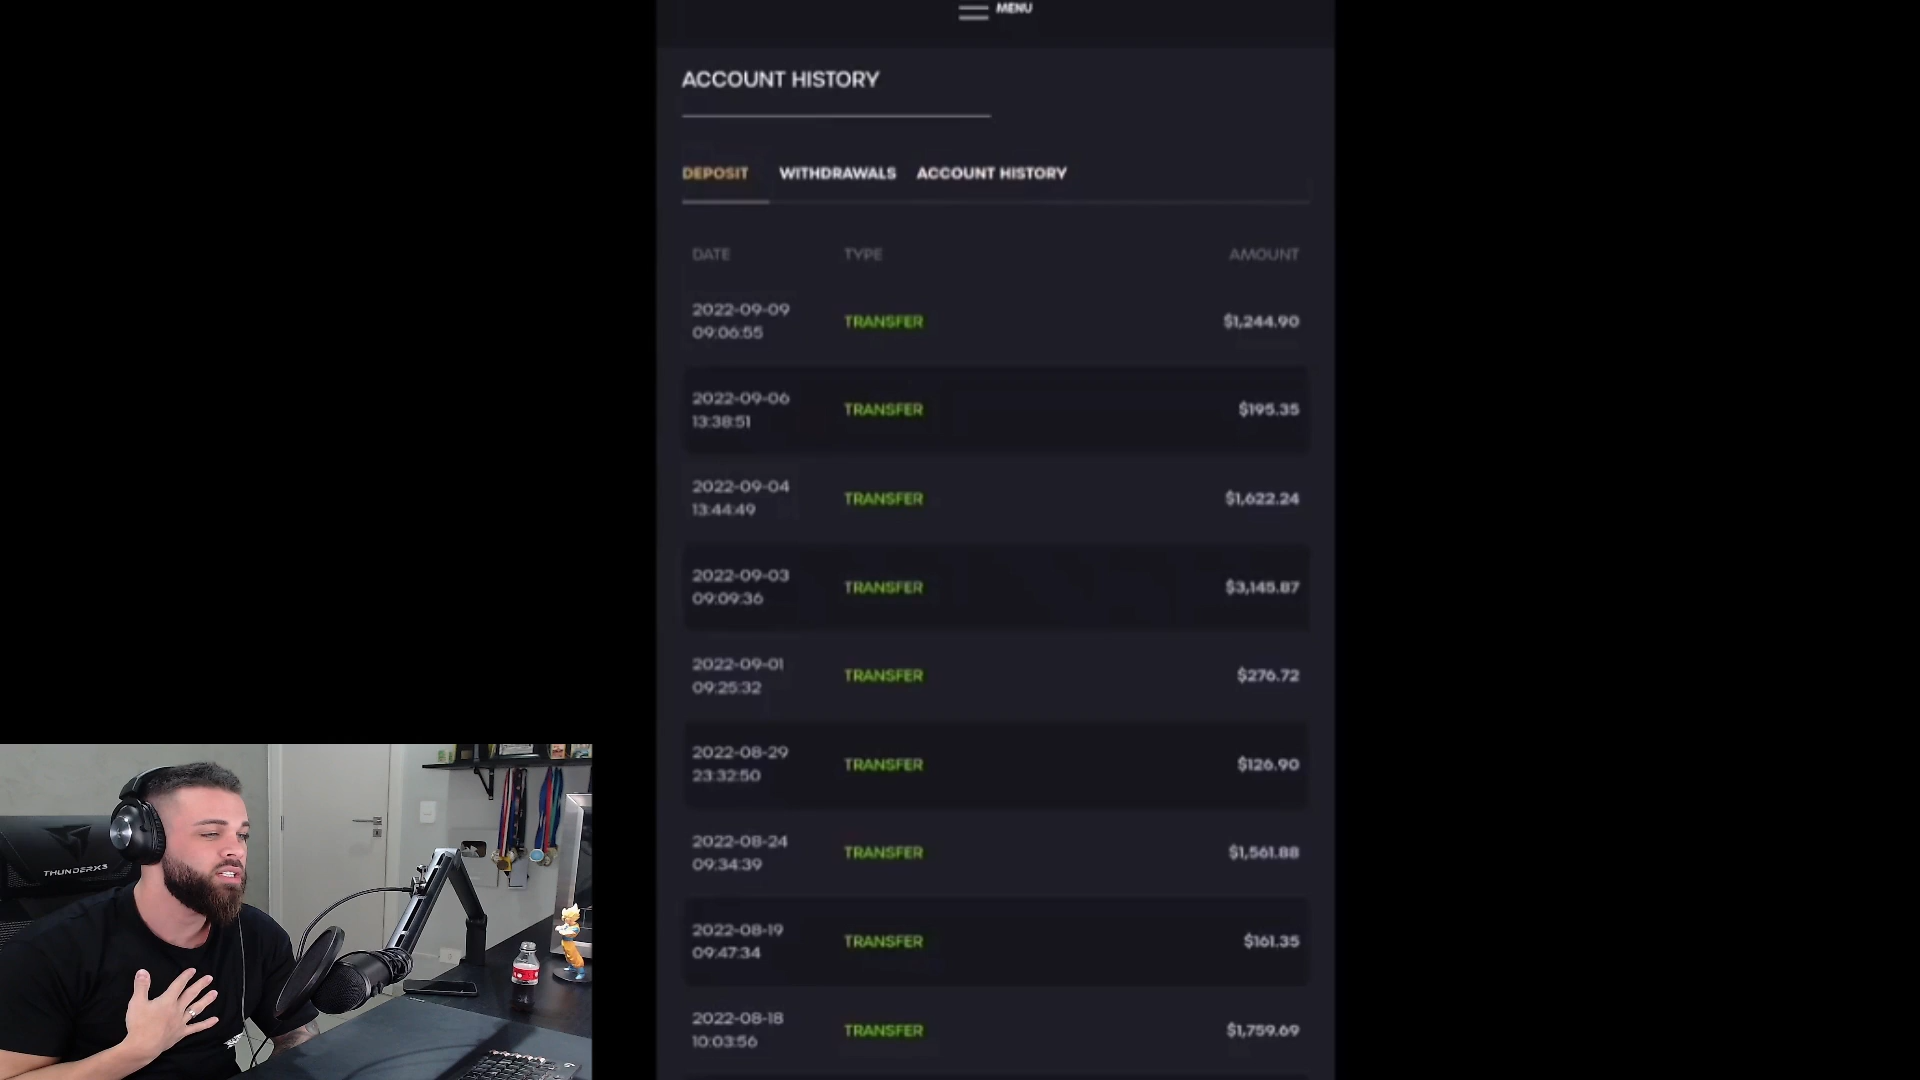 MENU
ACCOUNT HISTORY
DEPOSIT WITHDRAWALS ACCOUNT HISTORY
DATE TYPE AMOUNT
2022-09-09
09:06:55
TRANSFER
$1,244.90
2022-09-06
13:38:51
TRANSFER
$195.35
2022-09-04
13:44:49
TRANSFER
$1,622.24
2022-09-03
09:09:36
TRANSFER
$3,145.87
2022-09-01
09:25:32
TRANSFER
$276.72
2022-08-29
23:32:50
TRANSFER
$126.90
2022-08-24
09:34:39
TRANSFER
$1,561.88
2022-08-19
09:47:34
TRANSFER
$161.35
2022-08-18
10:03:56
TRANSFER
$1,759.69
THUNDERX3